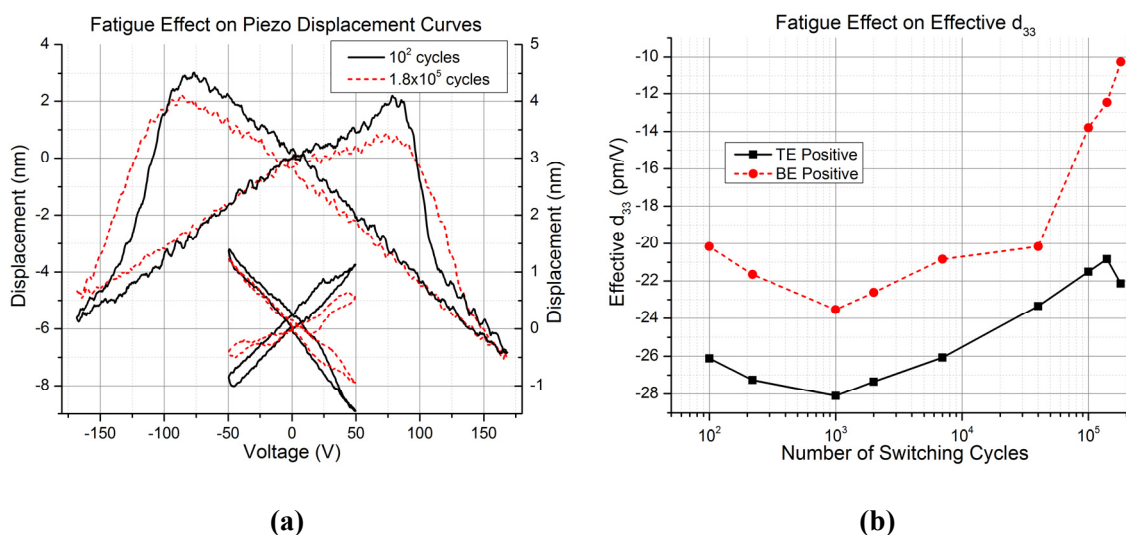 Fatigue Effect on Piezo Displacement Curves
10² cycles
1.8x10⁵ cycles
4
2
0
-2
-4
-6
-8
Displacement (nm)
5
4
3
2
1
0
-1
Displacement (nm)
-150 -100 -50 0 50 100 150
Voltage (V)
(a)
Fatigue Effect on Effective d₃₃
TE Positive
BE Positive
-10
-12
-14
-16
-18
-20
-22
-24
-26
-28
Effective d₃₃ (pm/V)
10² 10³ 10⁴ 10⁵
Number of Switching Cycles
(b)